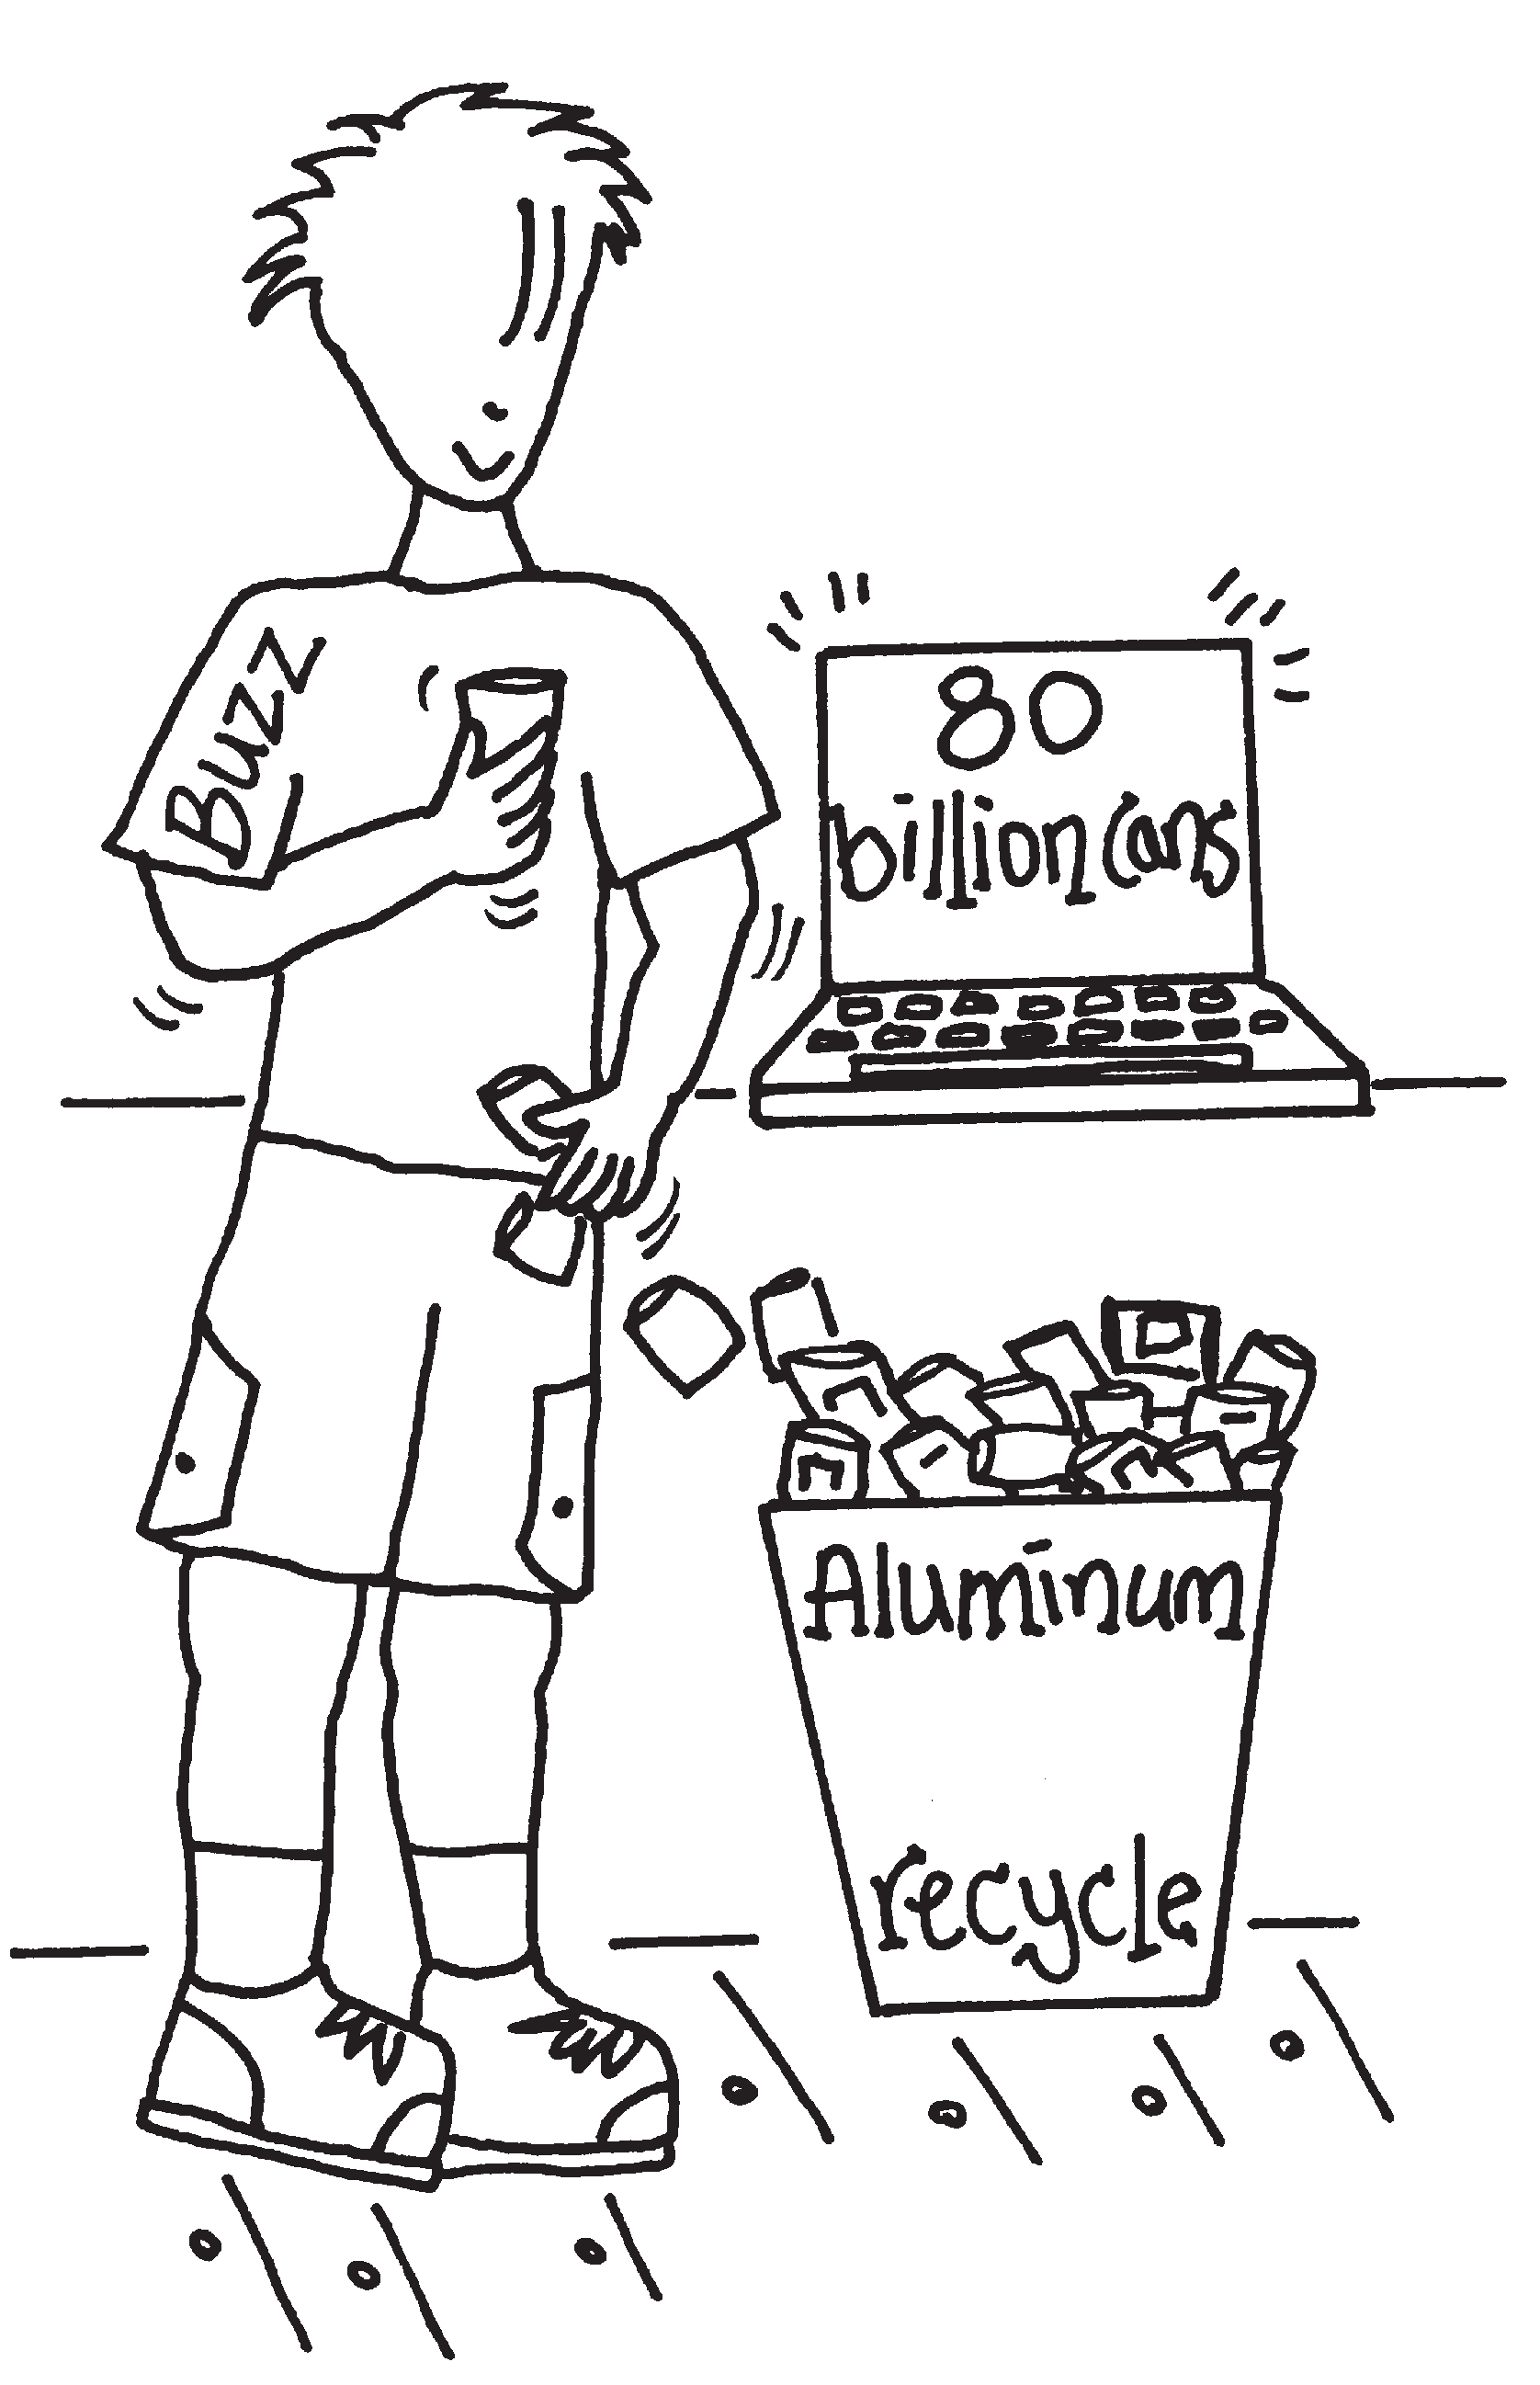 Buzz
80
billion cans
Aluminum
recycle